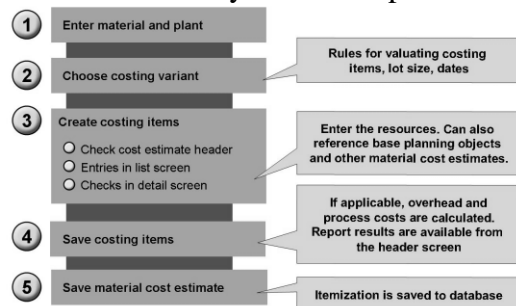 1
Enter material and plant
2
Choose costing variant
Rules for valuating costing
items, lot size, dates
3
Create costing items
Check cost estimate header
Entries in list screen
Checks in detail screen
Enter the resources. Can also
reference base planning objects
and other material cost estimates.
4
Save costing items
If applicable, overhead and
process costs are calculated.
Report results are available from
the header screen
5
Save material cost estimate
Itemization is saved to database